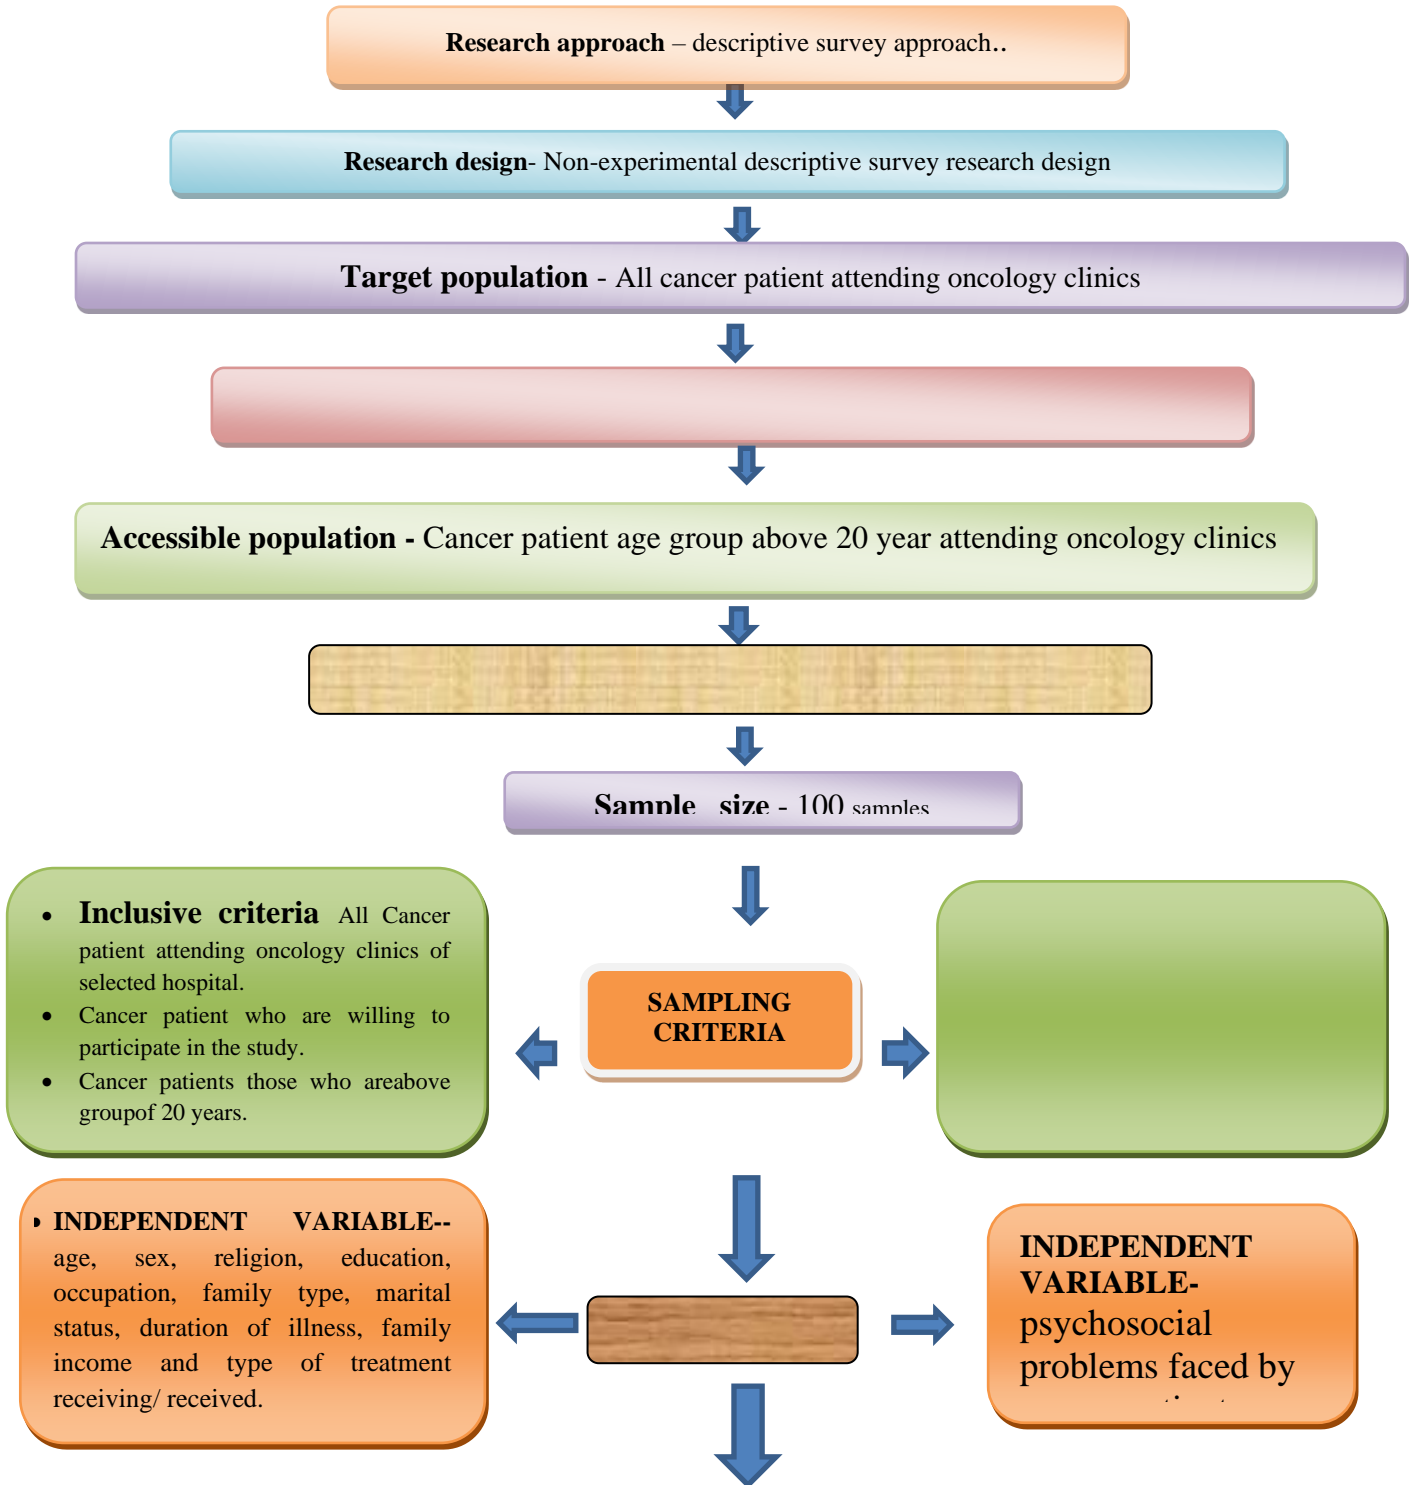 Research approach – descriptive survey approach..
Research design- Non-experimental descriptive survey research design
Target population - All cancer patient attending oncology clinics
Accessible population - Cancer patient age group above 20 year attending oncology clinics
Sample size - 100 samples
• Inclusive criteria All Cancer
patient attending oncology clinics of
selected hospital.
• Cancer patient who are willing to
participate in the study.
• Cancer patients those who areabove
groupof 20 years.
SAMPLING
CRITERIA
• INDEPENDENT VARIABLE--
age, sex, religion, education,
occupation, family type, marital
status, duration of illness, family
income and type of treatment
receiving/ received.
INDEPENDENT
VARIABLE-
psychosocial
problems faced by